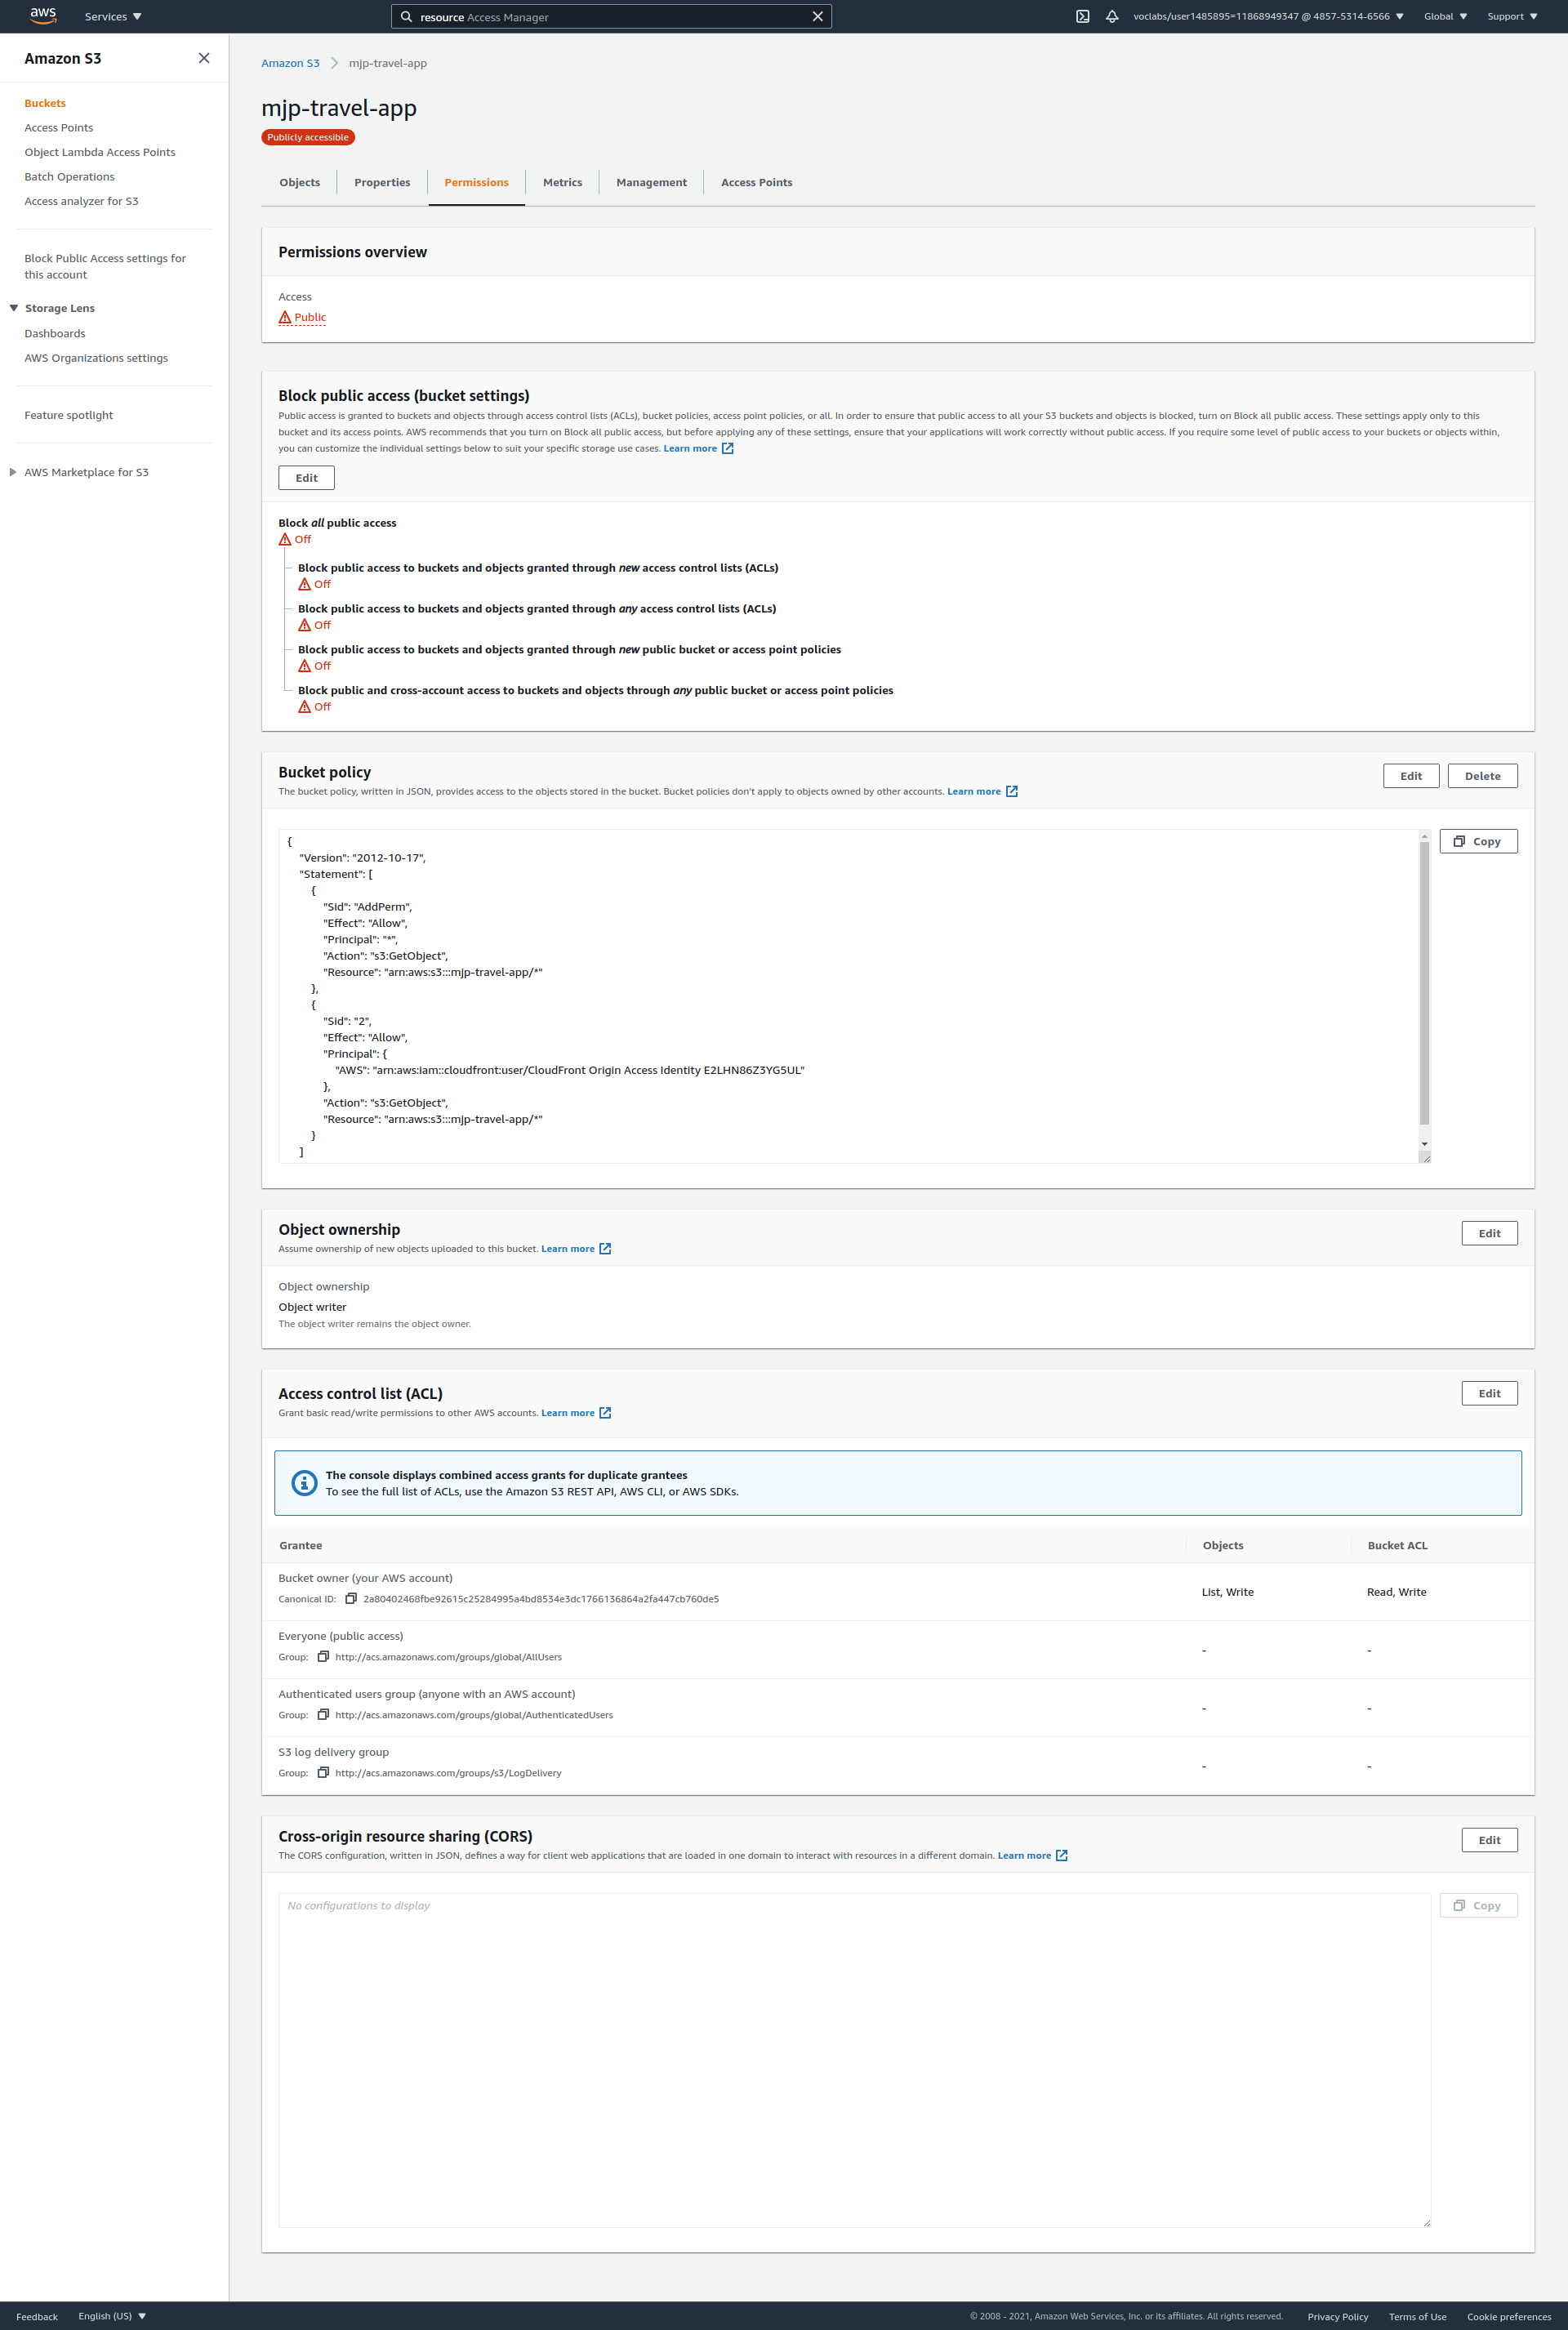 aws
Services
resource Access Manager
voclabs/user1485895=11868949347 @ 4857-5314-6566
Global
Support
Amazon S3
Buckets
Access Points
Object Lambda Access Points
Batch Operations
Access analyzer for S3
Block Public Access settings for
this account
Storage Lens
Dashboards
AWS Organizations settings
Feature spotlight
AWS Marketplace for S3
Amazon S3
mjp-travel-app
mjp-travel-app
Publicly accessible
Objects
Properties
Permissions
Metrics
Management
Access Points
Permissions overview
Access
Public
Block public access (bucket settings)
Public access is granted to buckets and objects through access control lists (ACLs), bucket policies, access point policies, or all. In order to ensure that public access to all your S3 buckets and objects is blocked, turn on Block all public access. These settings apply only to this
bucket and its access points. AWS recommends that you turn on Block all public access, but before applying any of these settings, ensure that your applications will work correctly without public access. If you require some level of public access to your buckets or objects within,
you can customize the individual settings below to suit your specific storage use cases. Learn more
Edit
Block all public access
Off
Block public access to buckets and objects granted through new access control lists (ACLs)
Off
Block public access to buckets and objects granted through any access control lists (ACLs)
Off
Block public access to buckets and objects granted through new public bucket or access point policies
Off
Block public and cross-account access to buckets and objects through any public bucket or access point policies
Off
Bucket policy
The bucket policy, written in JSON, provides access to the objects stored in the bucket. Bucket policies don't apply to objects owned by other accounts. Learn more
Edit
Delete
{
"Version": "2012-10-17",
"Statement": [
{
"Sid": "AddPerm",
"Effect": "Allow",
"Principal": "*",
"Action": "s3:GetObject",
"Resource": "arn:aws:s3:::mjp-travel-app/*"
},
{
"Sid": "2",
"Effect": "Allow",
"Principal": {
"AWS": "arn:aws:iam::cloudfront:user/CloudFront Origin Access Identity E2LHN86Z3YG5UL"
},
"Action": "s3:GetObject",
"Resource": "arn:aws:s3:::mjp-travel-app/*"
}
]
Copy
Object ownership
Assume ownership of new objects uploaded to this bucket. Learn more
Edit
Object ownership
Object writer
The object writer remains the object owner.
Access control list (ACL)
Grant basic read/write permissions to other AWS accounts. Learn more
Edit
The console displays combined access grants for duplicate grantees
To see the full list of ACLs, use the Amazon S3 REST API, AWS CLI, or AWS SDKs.
Grantee
Objects
Bucket ACL
Bucket owner (your AWS account)
Canonical ID: 2a80402468fbe92615c25284995a4bd8534e3dc1766136864a2fa447cb760de5
List, Write
Read, Write
Everyone (public access)
Group: http://acs.amazonaws.com/groups/global/AllUsers
-
-
Authenticated users group (anyone with an AWS account)
Group: http://acs.amazonaws.com/groups/global/AuthenticatedUsers
-
-
S3 log delivery group
Group: http://acs.amazonaws.com/groups/s3/LogDelivery
-
-
Cross-origin resource sharing (CORS)
The CORS configuration, written in JSON, defines a way for client web applications that are loaded in one domain to interact with resources in a different domain. Learn more
Edit
No configurations to display
Copy
Feedback
English (US)
© 2008 - 2021, Amazon Web Services, Inc. or its affiliates. All rights reserved.
Privacy Policy
Terms of Use
Cookie preferences